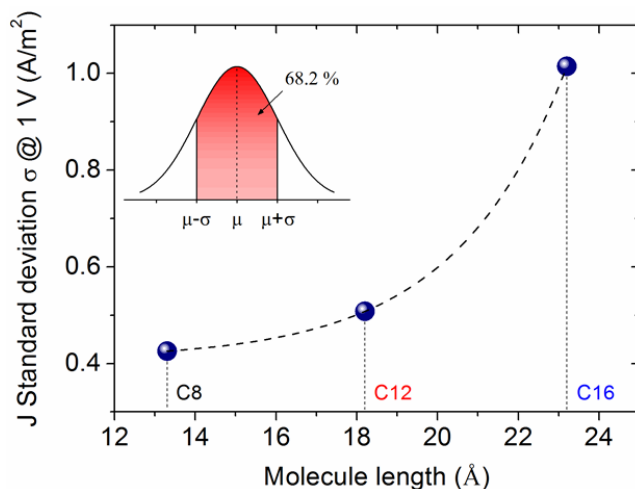 J Standard deviation σ @ 1 V (A/m²)
1.0
0.8
0.6
0.4
68.2 %
μ-σ μ μ+σ
C8 C12 C16
12 14 16 18 20 22 24
Molecule length (Å)